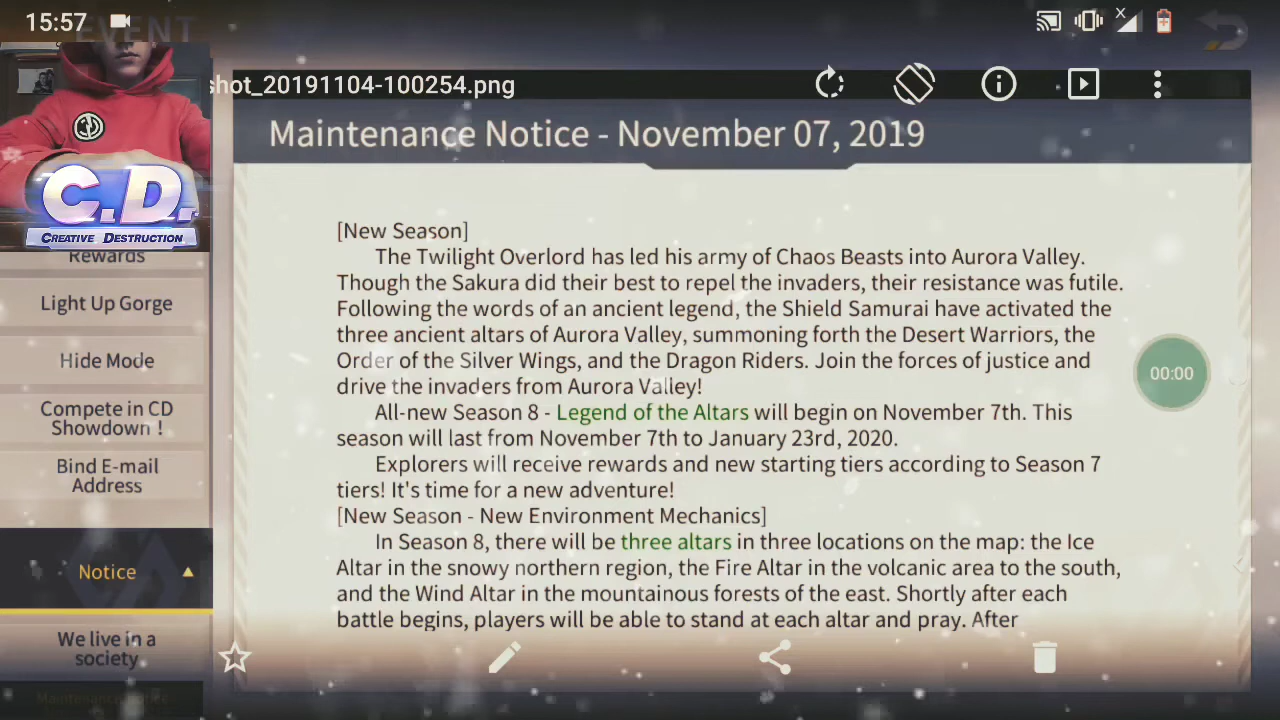 15:57
EVENT
shot_20191104-100254.png
Maintenance Notice - November 07, 2019
C.D.
CREATIVE DESTRUCTION
Rewards
Light Up Gorge
Hide Mode
Compete in CD
Showdown !
Bind E-mail
Address
Notice
We live in a
society
Maintenance Notice
[New Season]
The Twilight Overlord has led his army of Chaos Beasts into Aurora Valley.
Though the Sakura did their best to repel the invaders, their resistance was futile.
Following the words of an ancient legend, the Shield Samurai have activated the
three ancient altars of Aurora Valley, summoning forth the Desert Warriors, the
Order of the Silver Wings, and the Dragon Riders. Join the forces of justice and
drive the invaders from Aurora Valley!
All-new Season 8 - Legend of the Altars will begin on November 7th. This
season will last from November 7th to January 23rd, 2020.
Explorers will receive rewards and new starting tiers according to Season 7
tiers! It's time for a new adventure!
[New Season - New Environment Mechanics]
In Season 8, there will be three altars in three locations on the map: the Ice
Altar in the snowy northern region, the Fire Altar in the volcanic area to the south,
and the Wind Altar in the mountainous forests of the east. Shortly after each
battle begins, players will be able to stand at each altar and pray. After
00:00